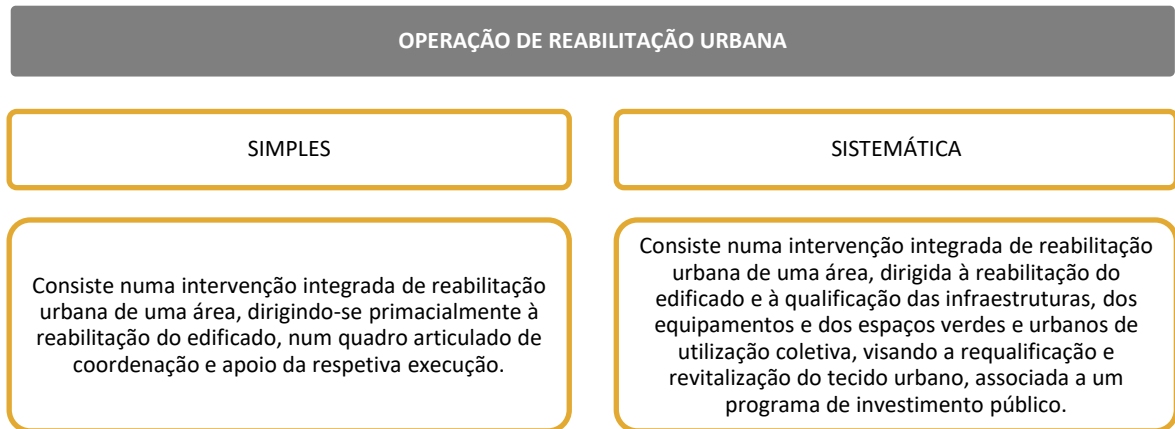 OPERAÇÃO DE REABILITAÇÃO URBANA
SIMPLES
Consiste numa intervenção integrada de reabilitação
urbana de uma área, dirigindo-se primacialmente à
reabilitação do edificado, num quadro articulado de
coordenação e apoio da respetiva execução.
SISTEMÁTICA
Consiste numa intervenção integrada de reabilitação
urbana de uma área, dirigida à reabilitação do
edificado e à qualificação das infraestruturas, dos
equipamentos e dos espaços verdes e urbanos de
utilização coletiva, visando a requalificação e
revitalização do tecido urbano, associada a um
programa de investimento público.